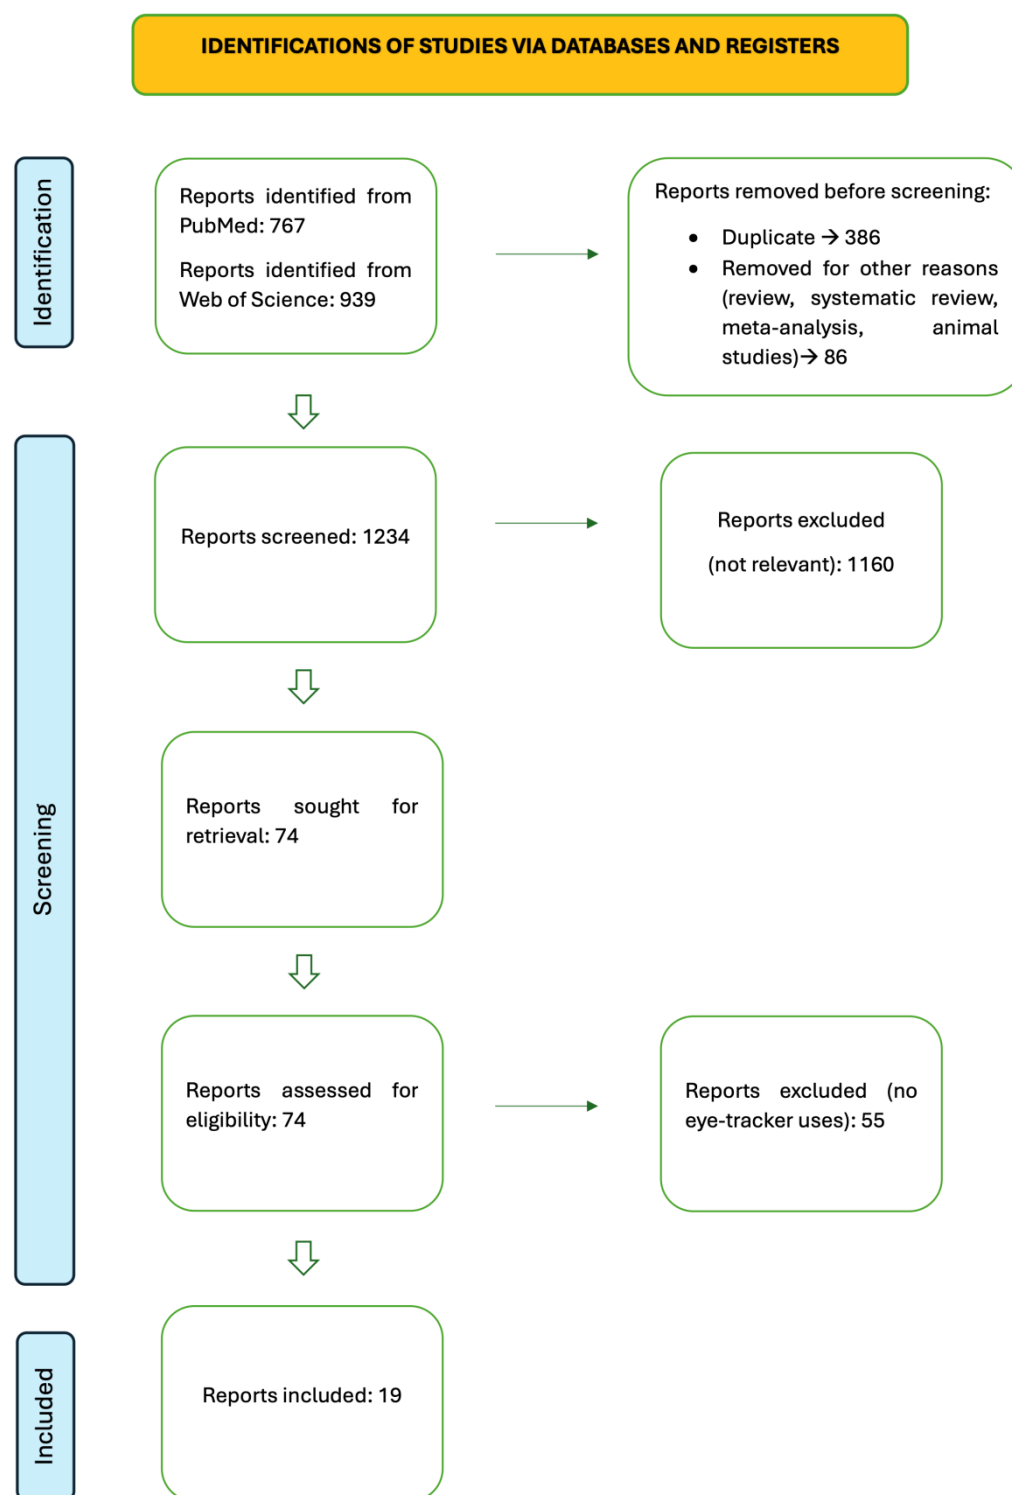 IDENTIFICATIONS OF STUDIES VIA DATABASES AND REGISTERS
Identification
Reports identified from
PubMed: 767
Reports identified from
Web of Science: 939
Reports removed before screening:
• Duplicate → 386
• Removed for other reasons
(review, systematic review,
meta-analysis, animal
studies)→ 86
Screening
Reports screened: 1234
Reports excluded
(not relevant): 1160
Reports sought for
retrieval: 74
Reports assessed for
eligibility: 74
Reports excluded (no
eye-tracker uses): 55
Included
Reports included: 19